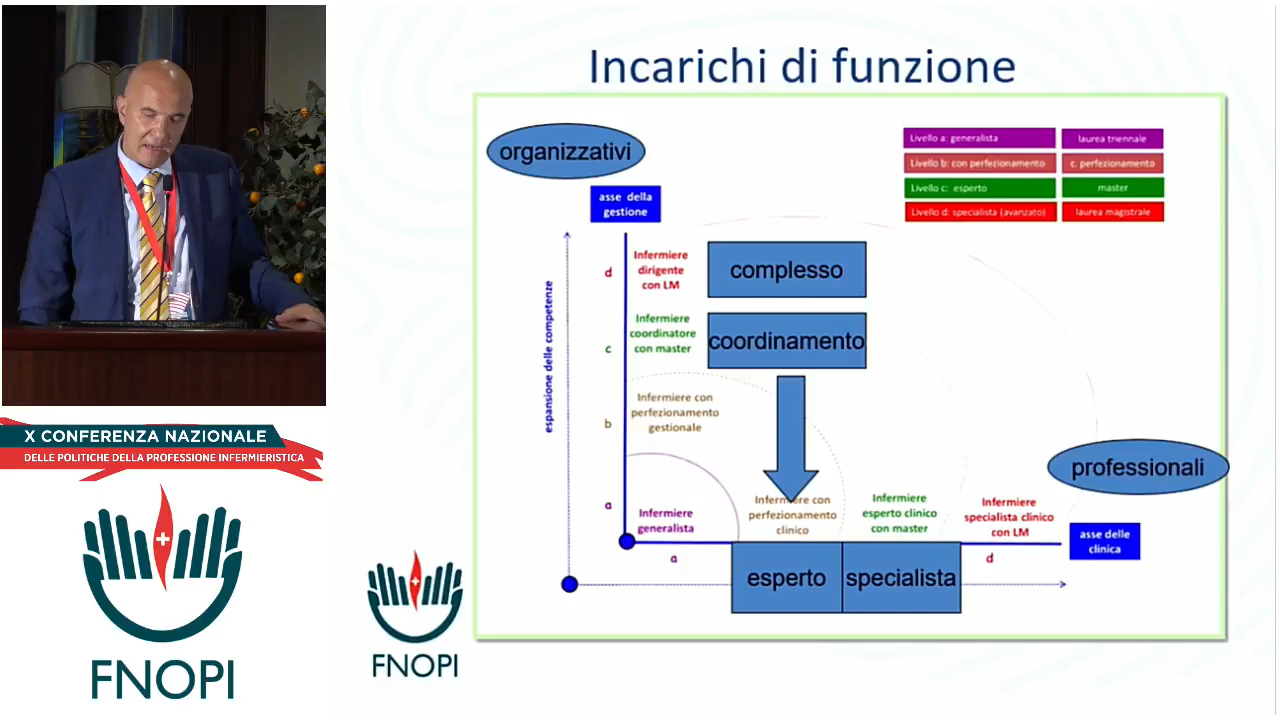 Incarichi di funzione
organizzativi
Livello a: generalista
laurea triennale
Livello b: con perfezionamento
c. perfezionamento
Livello c: esperto
master
Livello d: specialista (avanzato)
laurea magistrale
asse della
gestione
espansione delle competenze
d
Infermiere
dirigente
con LM
complesso
c
Infermiere
coordinatore
con master
coordinamento
b
Infermiere con
perfezionamento
gestionale
professionali
a
Infermiere
generalista
Infermiere con
perfezionamento
clinico
Infermiere
esperto clinico
con master
Infermiere
specialista clinico
con LM
asse delle
clinica
a
esperto
specialista
d
X CONFERENZA NAZIONALE
DELLE POLITICHE DELLA PROFESSIONE INFERMIERISTICA
FNOPI
FNOPI